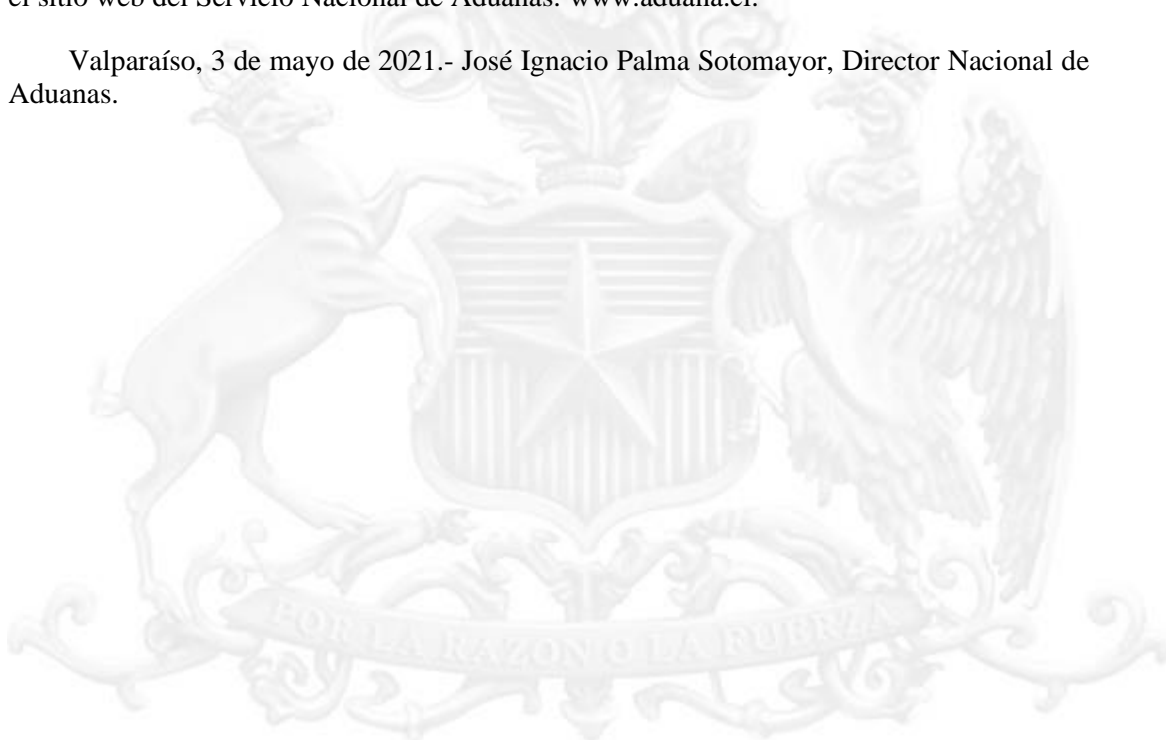 el sitio web del Servicio Nacional de Aduanas: www.aduana.cl.
Valparaíso, 3 de mayo de 2021.- José Ignacio Palma Sotomayor, Director Nacional de
Aduanas.
POR LA RAZON O LA FUERZA